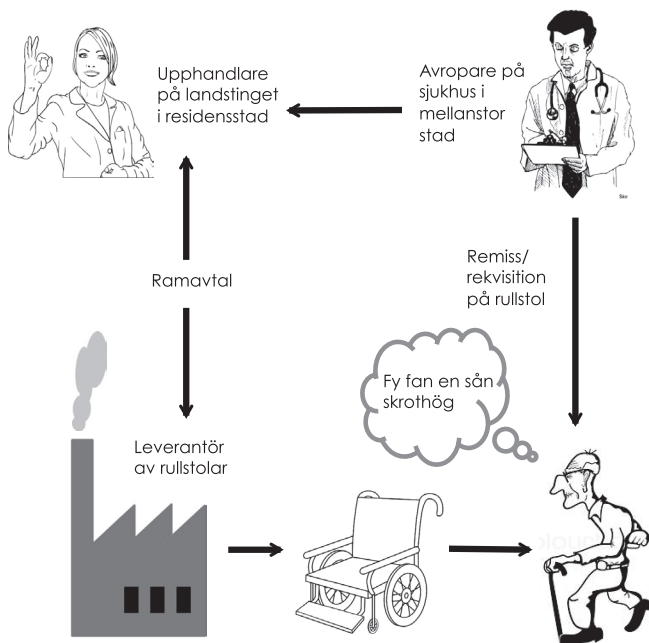 Upphandlare
på landstinget
i residensstad
Avropare på
sjukhus i
mellanstor
stad
Ramavtal
Remiss/
rekvisition
på rullstol
Fy fan en sån
skrothög
Leverantör
av rullstolar